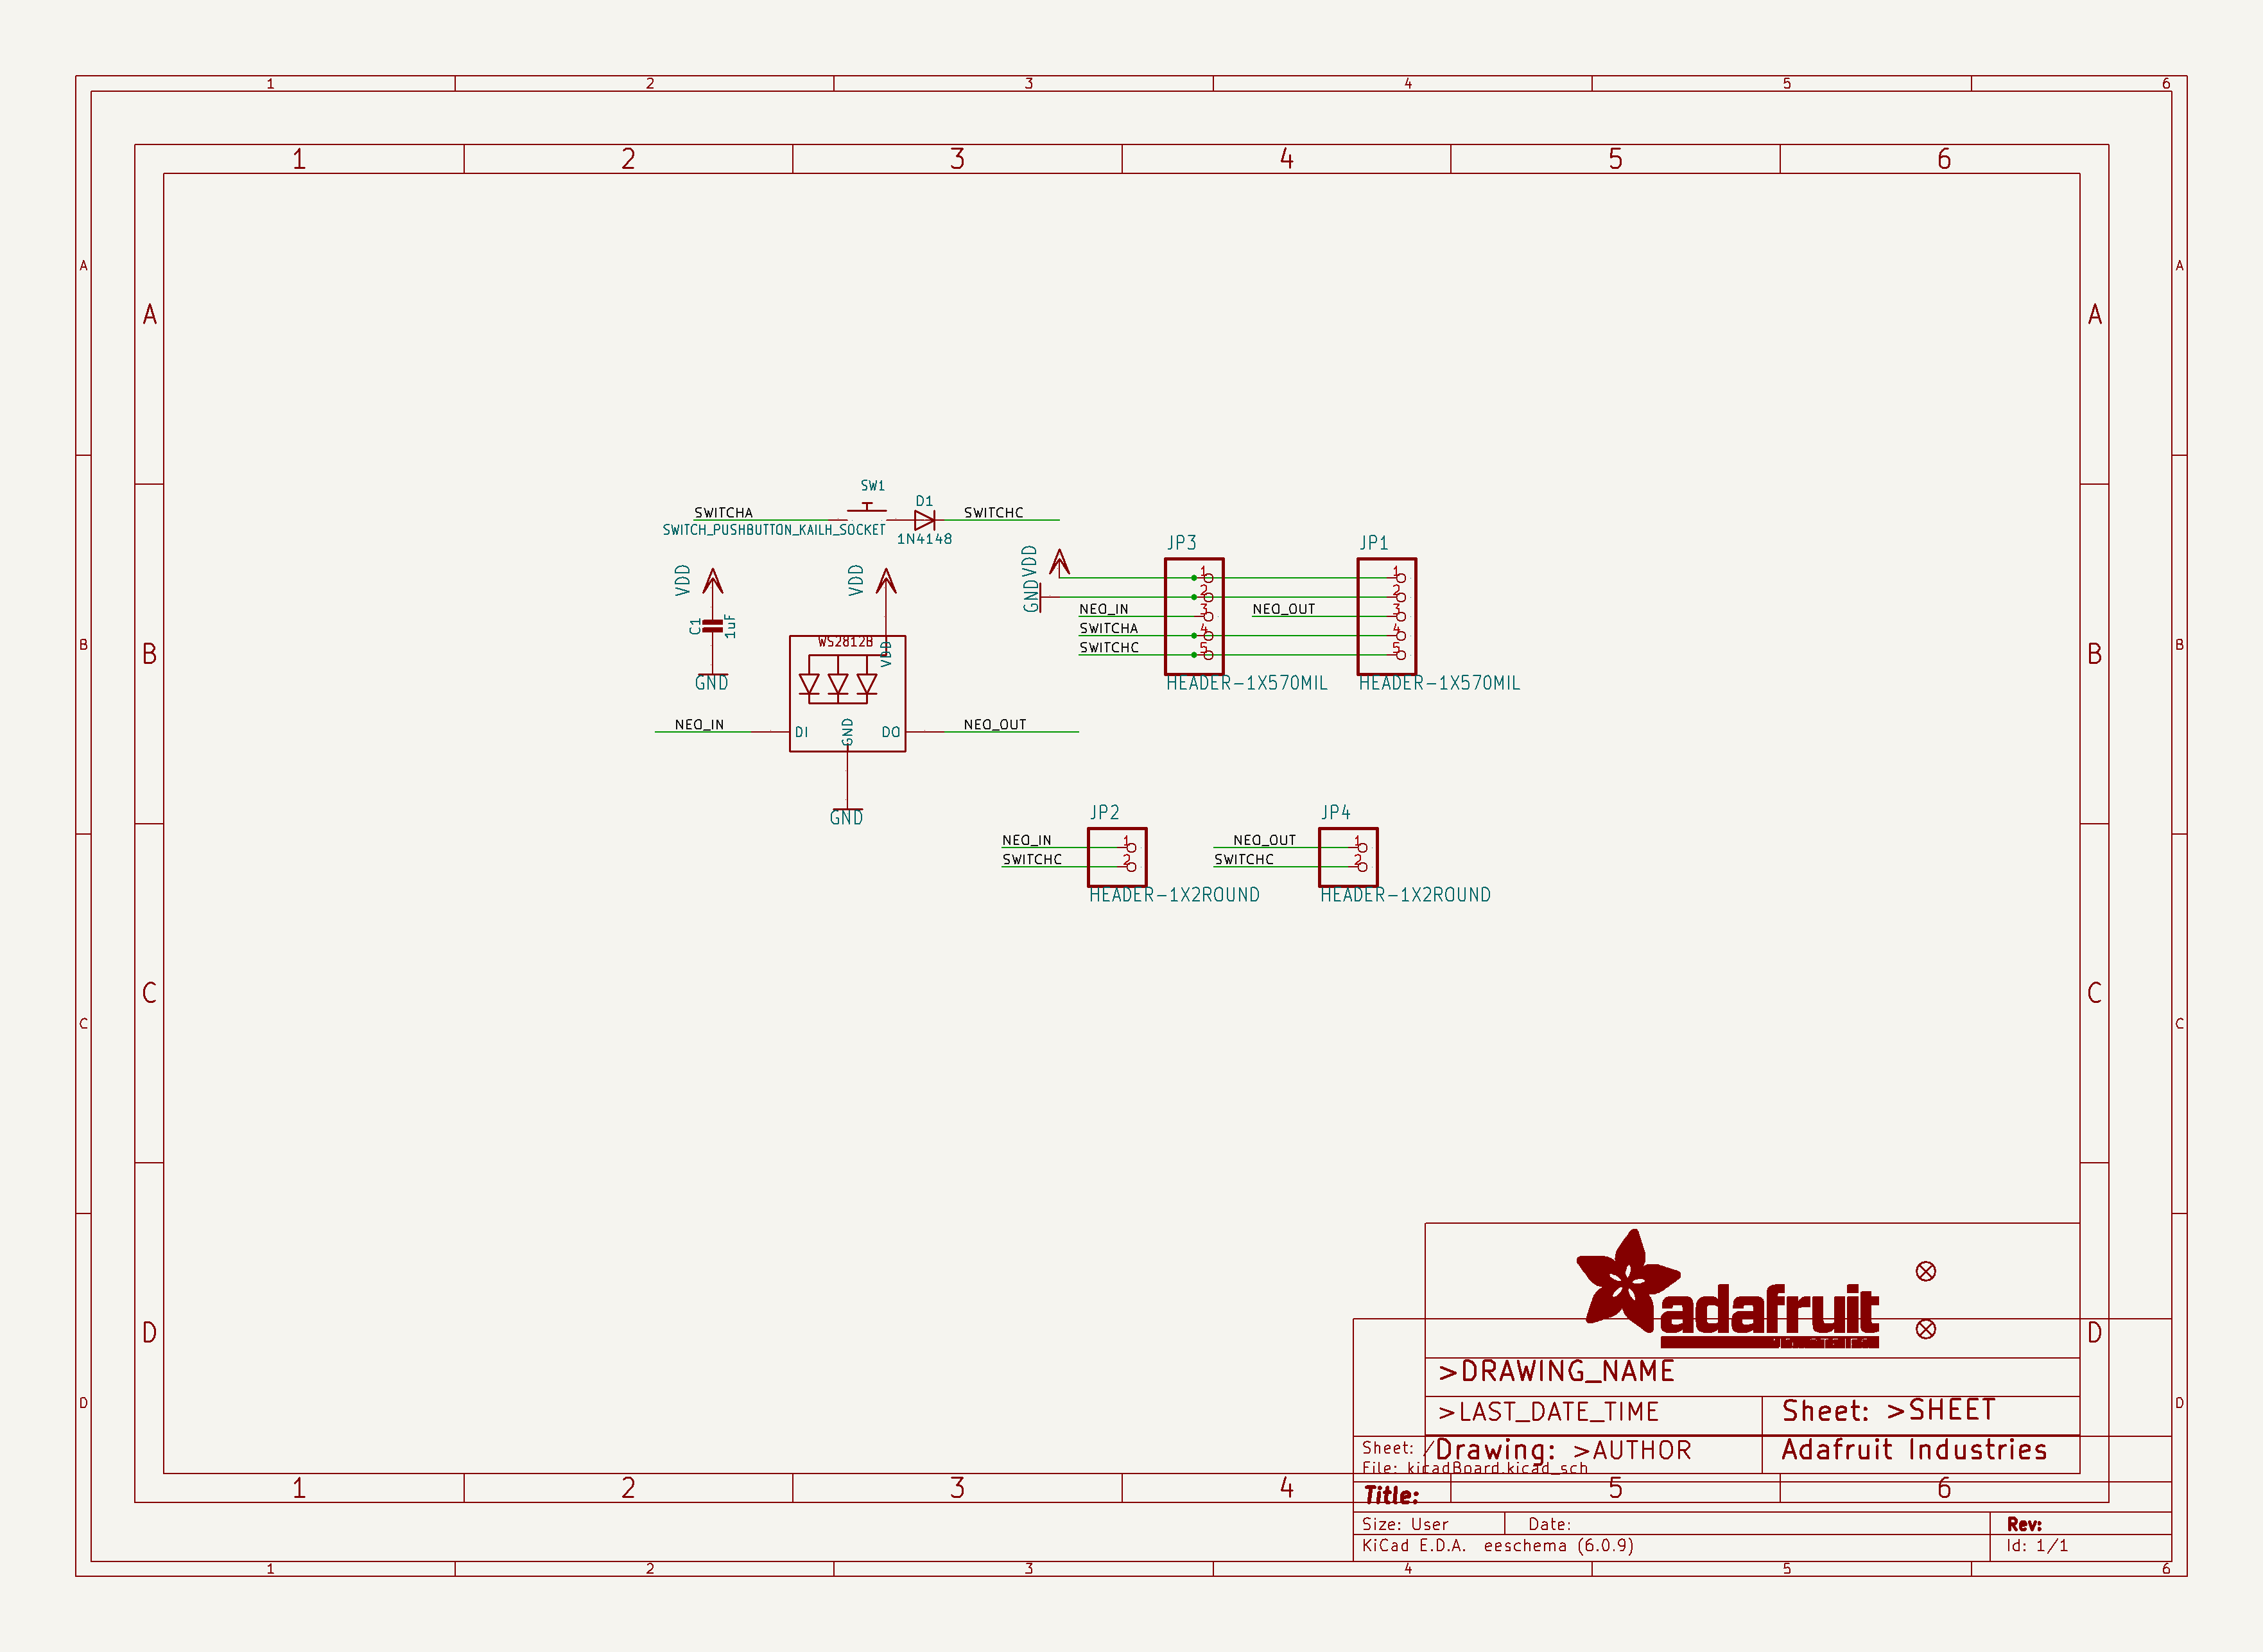 1 2 3 4 5 6
1 2 3 4 5 6
A A
A A
SW1
SWITCHA D1 SWITCHC
SWITCH_PUSHBUTTON_KAILH_SOCKET
1N4148
VDD VDD VDD JP3 JP1
GND 1 1
2 2
C1 1uF NEO_IN 3 NEO_OUT 3
SWITCHA 4 4
SWITCHC 5 5
WS2812B
VDD
B B
B B
GND HEADER-1X570MIL HEADER-1X570MIL
NEO_IN DI GND DO NEO_OUT
GND
JP2 JP4
NEO_IN 1 NEO_OUT 1
SWITCHC 2 SWITCHC 2
HEADER-1X2ROUND HEADER-1X2ROUND
C C
C C
adafruit
D D
>DRAWING_NAME
D D
>LAST_DATE_TIME Sheet: >SHEET
Sheet: / Drawing: >AUTHOR Adafruit Industries
File: kicadBoard.kicad_sch
1 2 3 4 5 6
Title:
Size: User Date: Rev:
KiCad E.D.A. eeschema (6.0.9) Id: 1/1
1 2 3 4 5 6